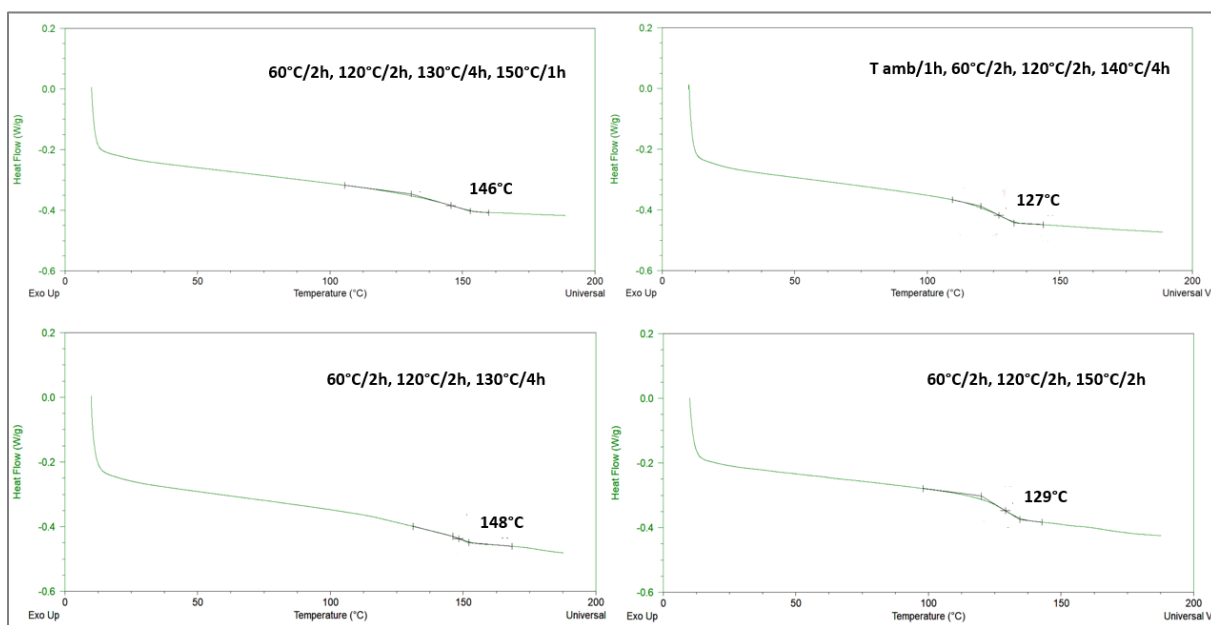 60°C/2h, 120°C/2h, 130°C/4h, 150°C/1h
146°C
0.2
0.0
-0.2
-0.4
-0.6
Heat Flow (W/g)
0
50
100
150
200
Exo Up
Temperature (°C)
Universal
T amb/1h, 60°C/2h, 120°C/2h, 140°C/4h
127°C
0.2
0.0
-0.2
-0.4
-0.6
Heat Flow (W/g)
0
50
100
150
200
Exo Up
Temperature (°C)
Universal V
60°C/2h, 120°C/2h, 130°C/4h
148°C
0.2
0.0
-0.2
-0.4
-0.6
Heat Flow (W/g)
0
50
100
150
200
Exo Up
Temperature (°C)
Universal
60°C/2h, 120°C/2h, 150°C/2h
129°C
0.2
0.0
-0.2
-0.4
-0.6
Heat Flow (W/g)
0
50
100
150
200
Exo Up
Temperature (°C)
Universal V